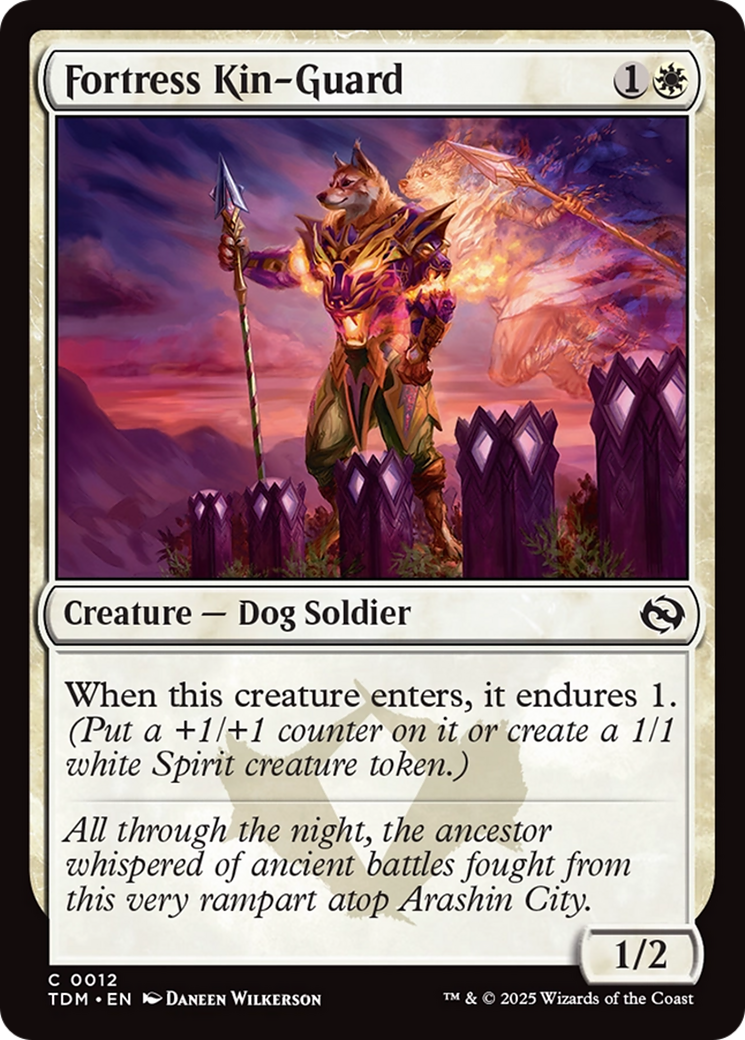 Fortress Kin-Guard 1
Creature — Dog Soldier
When this creature enters, it endures 1.
(Put a +1/+1 counter on it or create a 1/1
white Spirit creature token.)
All through the night, the ancestor
whispered of ancient battles fought from
this very rampart atop Arashin City.
1/2
C 0012
TDM • EN Daneen Wilkerson
™ & © 2025 Wizards of the Coast